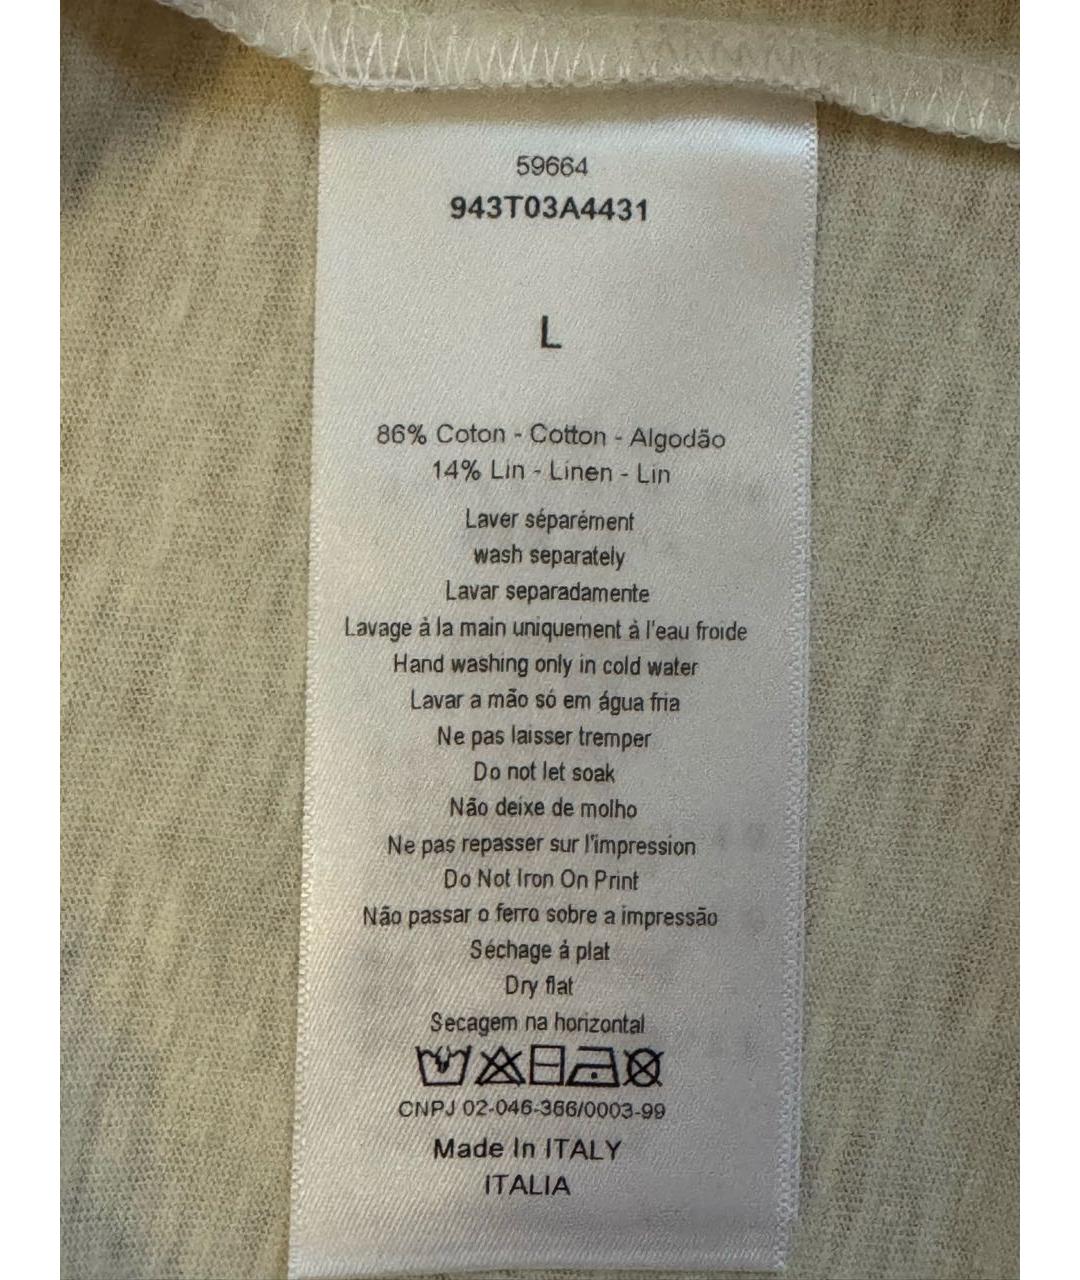 59664
943T03A4431
L
86% Coton - Cotton - Algodão
14% Lin - Linen - Lin
Laver séparément
wash separately
Lavar separadamente
Lavage à la main uniquement à l'eau froide
Hand washing only in cold water
Lavar a mão só em água fria
Ne pas laisser tremper
Do not let soak
Não deixe de molho
Ne pas repasser sur l'impression
Do Not Iron On Print
Não passar o ferro sobre a impressão
Séchage à plat
Dry flat
Secagem na horizontal
CNPJ 02-046-366/0003-99
Made In ITALY
ITALIA